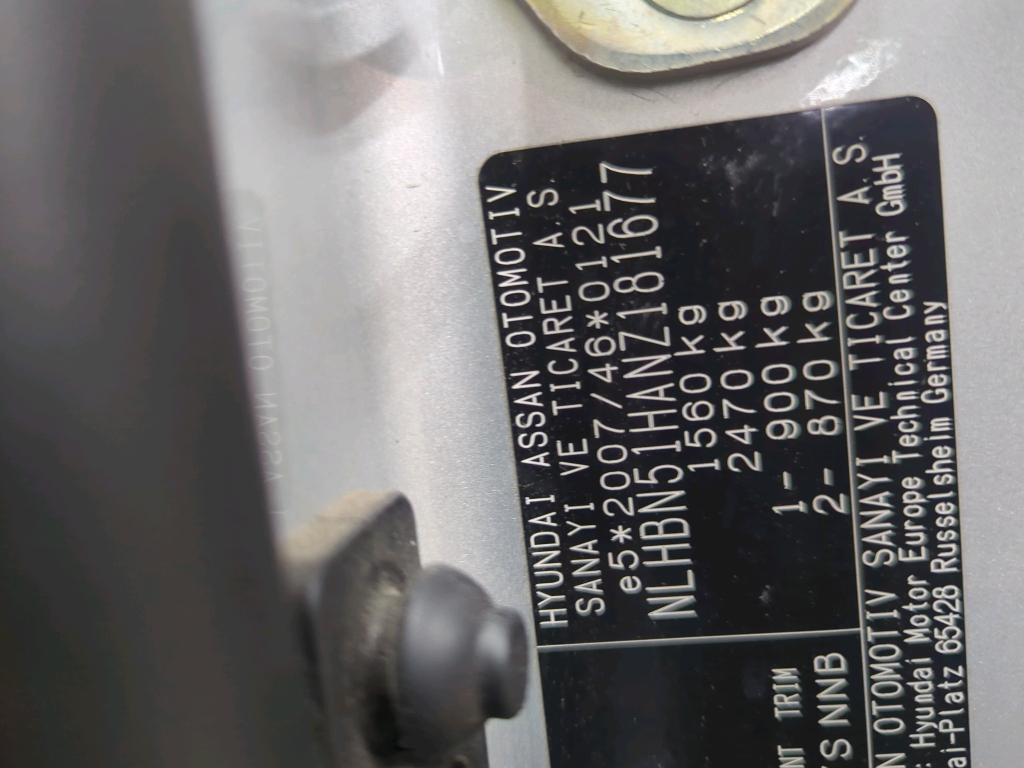 HYUNDAI ASSAN OTOMOTIV
SANAYI VE TICARET A.S.
e5*2007/46*0121
NLHBN51HANZ181677
1560 kg
2470 kg
1- 900 kg
2- 870 kg
NT TRIM
'S NNB
N OTOMOTIV SANAYI VE TICARET A.S.
: Hyundai Motor Europe Technical Center GmbH
ai-Platz 65428 Russelsheim Germany